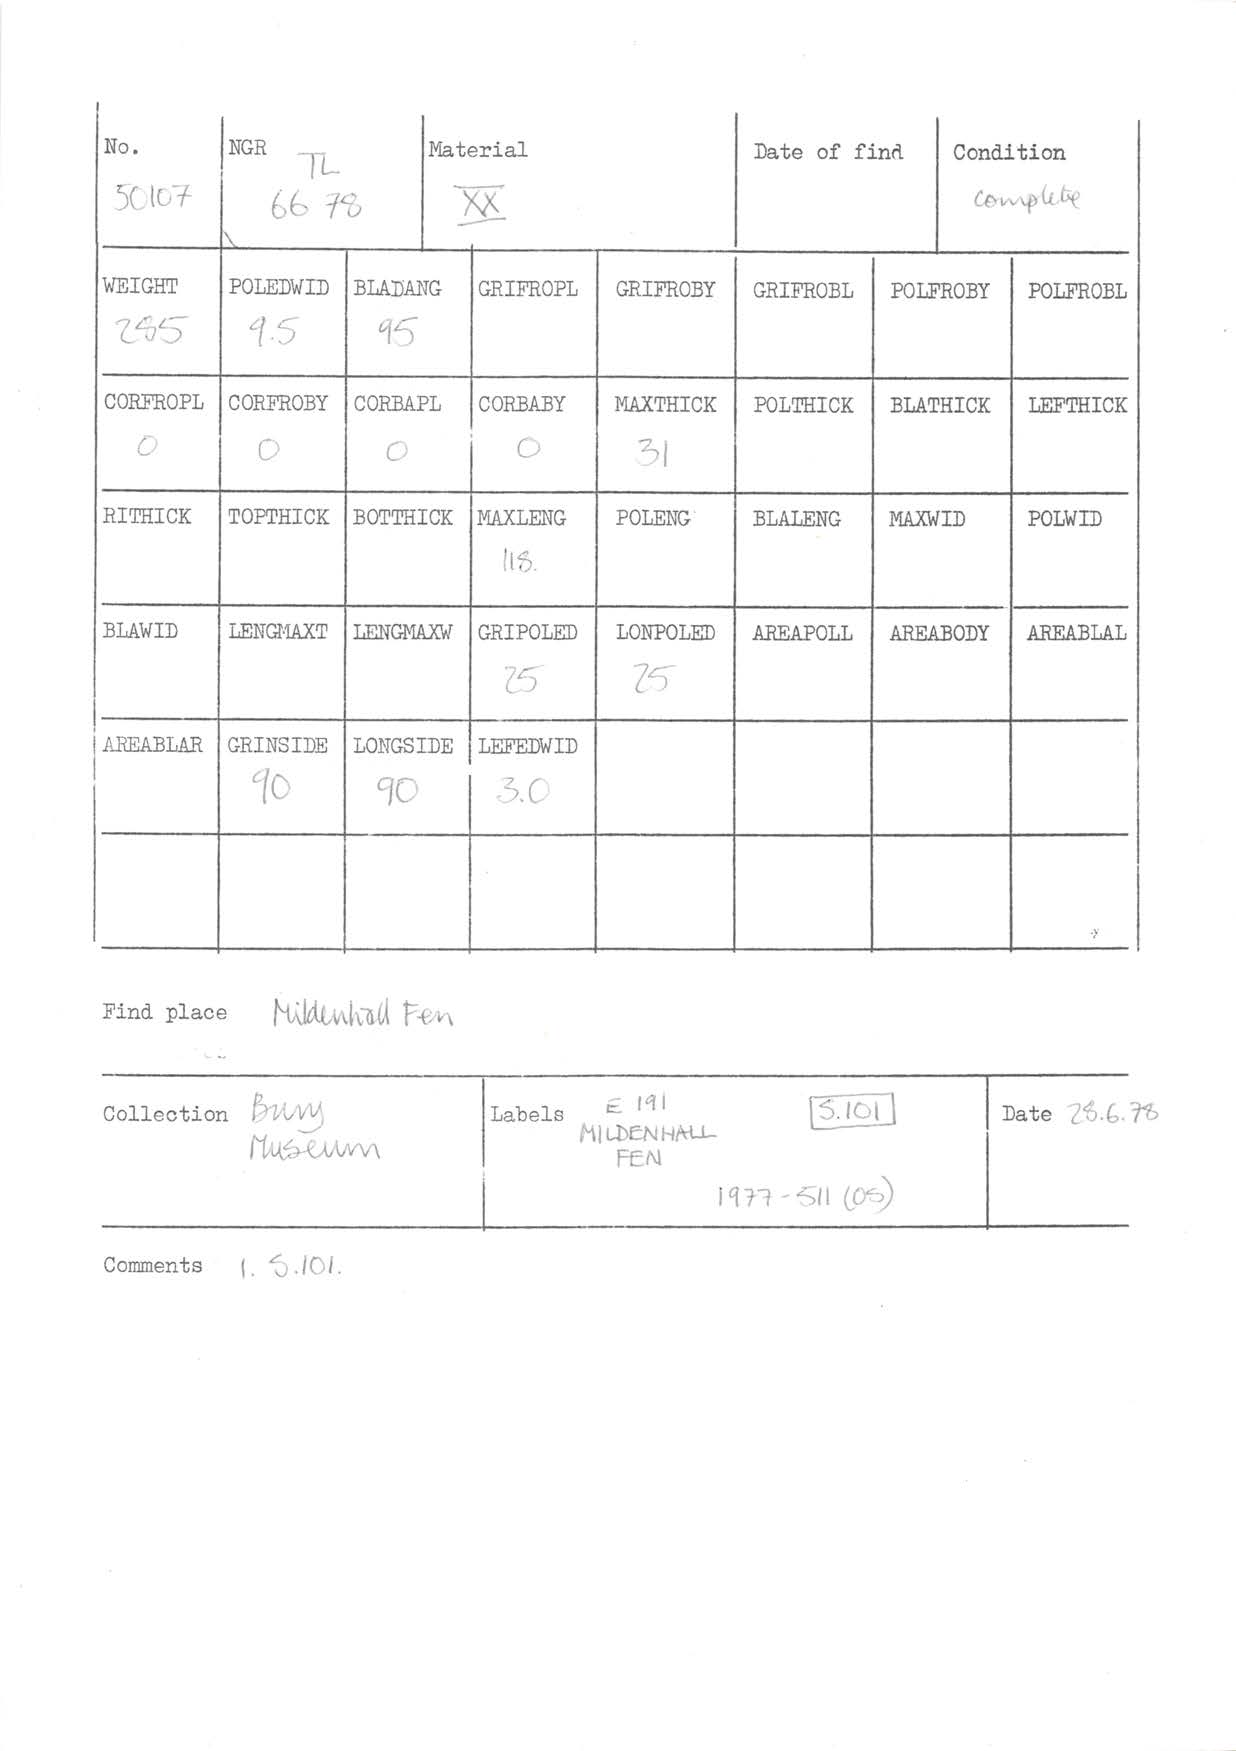 No. NGR Material Date of find Condition
TL
50107 66 78 XX complete
WEIGHT POLEDWID BLADANG GRIFROPL GRIFROBY GRIFROBL POLFROBY POLFROBL
9.5 95
CORFROPL CORFROBY CORBAPL CORBABY MAXTHICK POLTHICK BLATHICK LEFTHICK
0 0 0 0 31
RITHICK TOPTHICK BOTTHICK MAXLENG POLENG BLALENG MAXWID POLWID
118.
BLAWID LENGMAXT LENGMAXW GRIPOLED LONPOLED AREAPOLL AREABODY AREABLAL
25 25
AREABLAR GRINSIDE LONGSIDE LEFEDWID
90 90 3.0
Find place Mildenhall Fen
Collection Bury Museum
Labels E 191
MILDENHALL
FEN
S.101
1977-511 (OS)
Date 28.6.78
Comments 1. S.101.